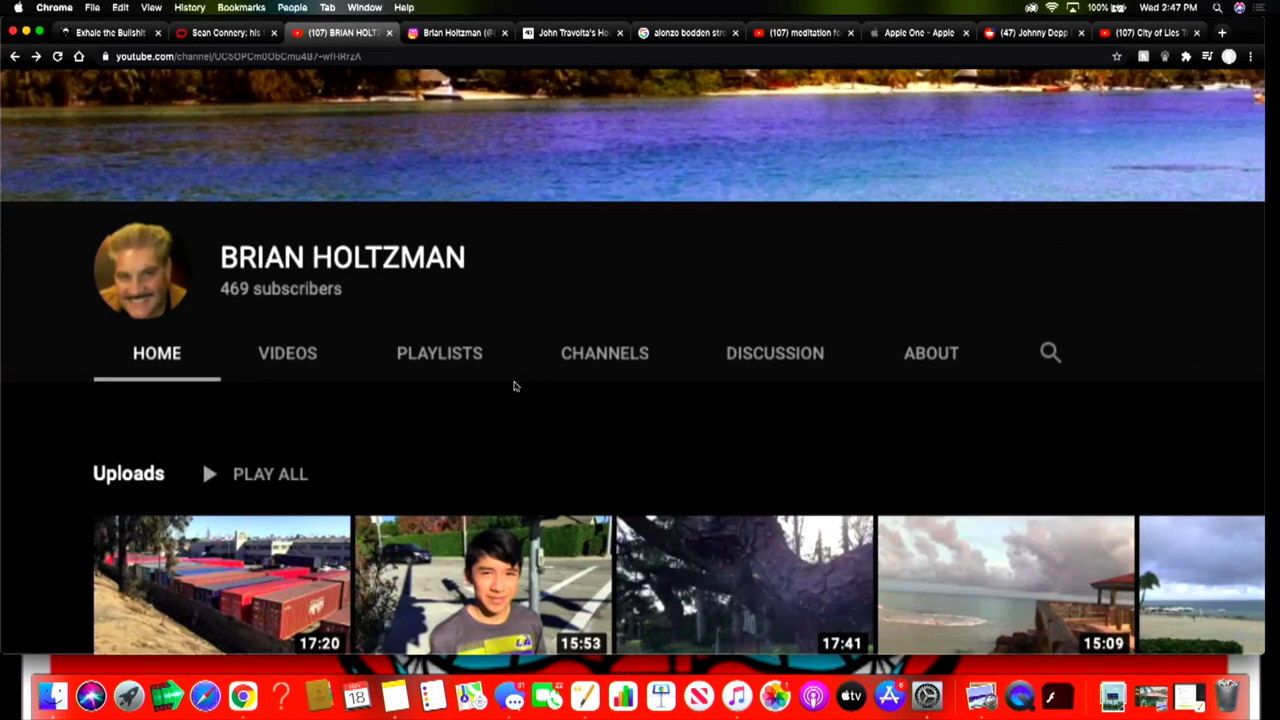 Chrome File Edit View History Bookmarks People Tab Window Help 100% Wed 2:47 PM
Exhale the Bullshit Sean Connery: his (107) BRIAN HOLTZ Brian Holtzman (@ John Travolta's Ho alonzo bodden str (107) meditation fo Apple One - Apple (47) Johnny Depp (107) City of Lies Tr
youtube.com/channel/
BRIAN HOLTZMAN
469 subscribers
HOME VIDEOS PLAYLISTS CHANNELS DISCUSSION ABOUT
Uploads PLAY ALL
17:20 15:53 17:41 15:09
18 tv